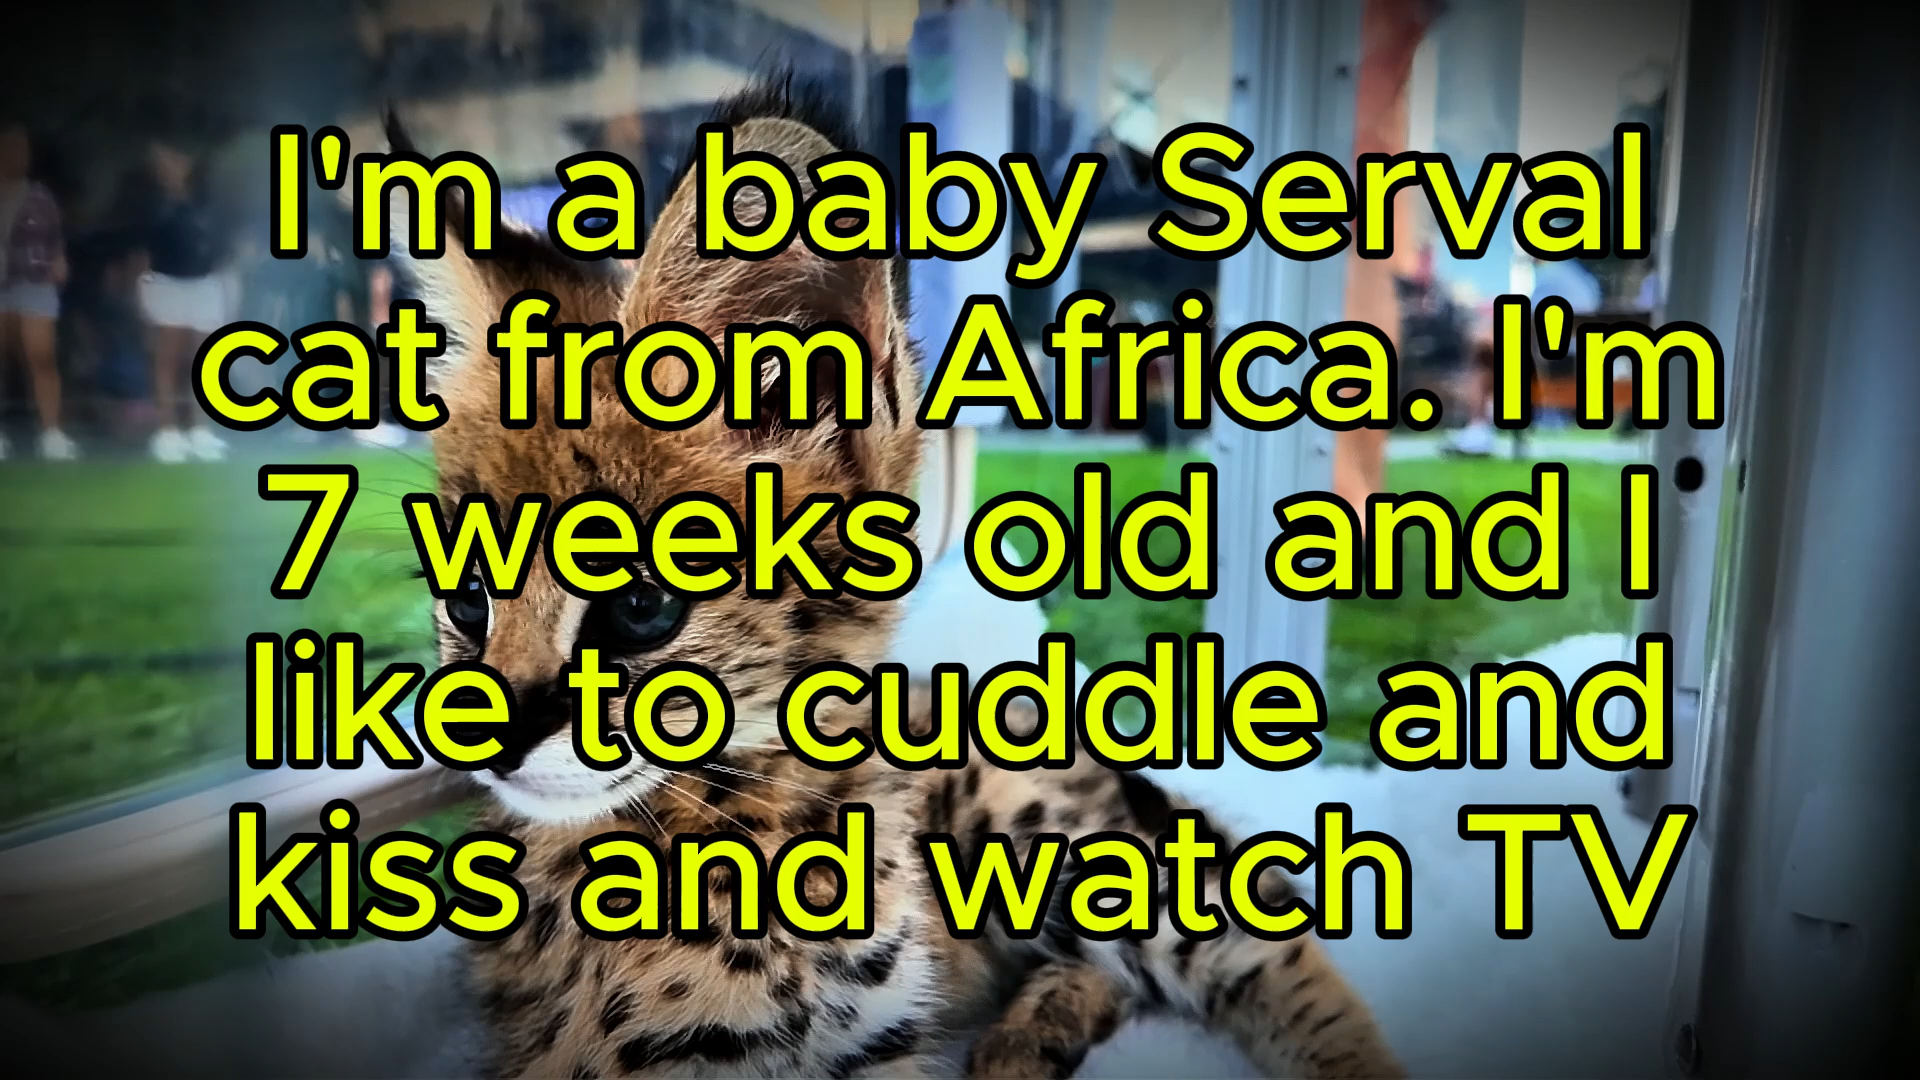 I'm a baby Serval
cat from Africa. I'm
7 weeks old and I
like to cuddle and
kiss and watch TV